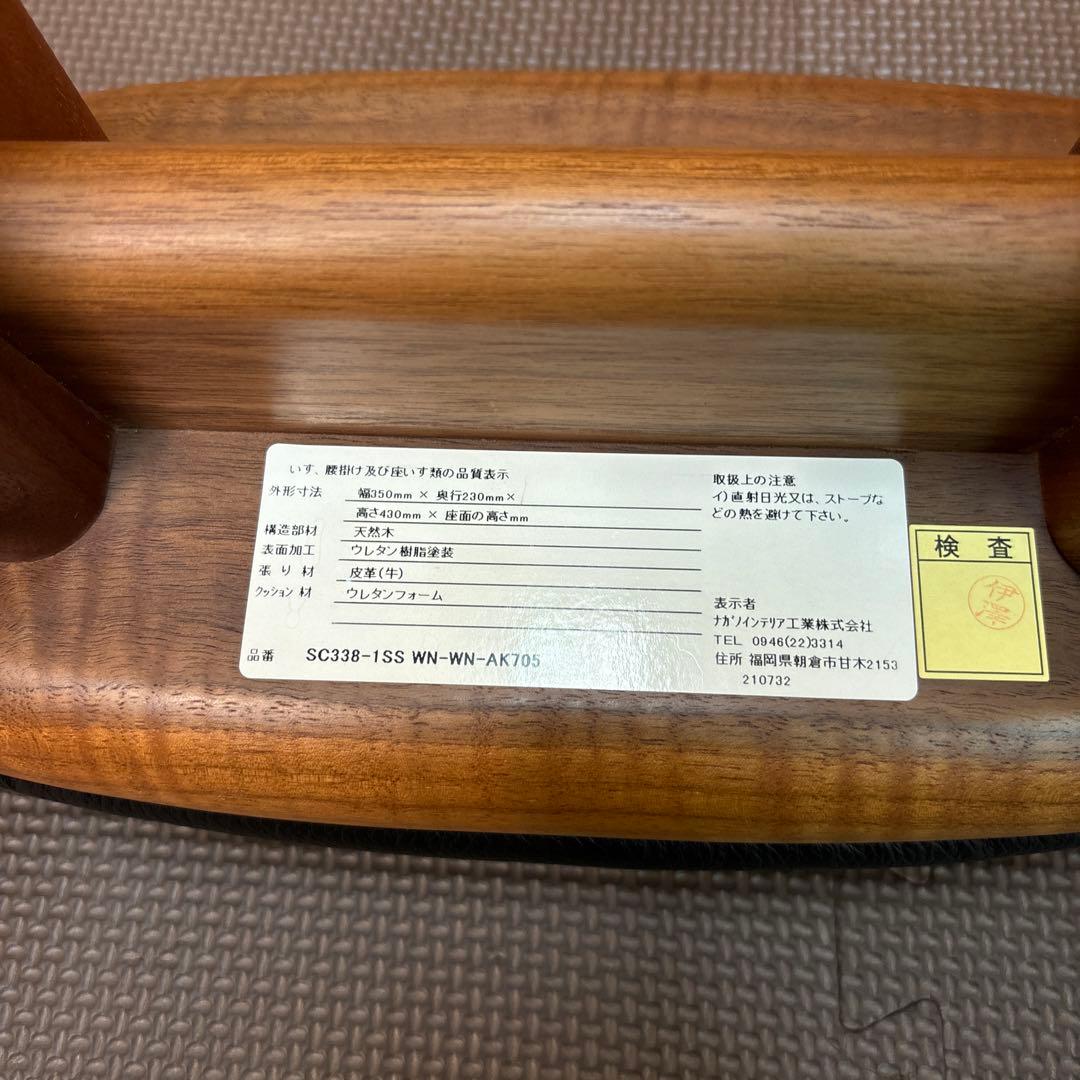 いす、腰掛け及び座いす類の品質表示
外形寸法 幅350mm × 奥行230mm×
高さ430mm × 座面の高さmm
構造部材 天然木
表面加工 ウレタン樹脂塗装
張り材 皮革(牛)
クッション材 ウレタンフォーム
品番 SC338-1SS WN-WN-AK705
取扱上の注意
イ)直射日光又は、ストーブな
どの熱を避けて下さい。
表示者
ナガノインテリア工業株式会社
TEL 0946(22)3314
住所 福岡県朝倉市甘木2153
210732
検 査
伊澤